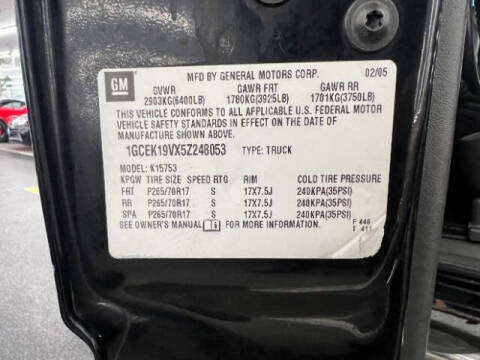 GM
MFD BY GENERAL MOTORS CORP. 02/05
GVWR GAWR FRT GAWR RR
2903KG(6400LB) 1780KG(3925LB) 1701KG(3750LB)
THIS VEHICLE CONFORMS TO ALL APPLICABLE U.S. FEDERAL MOTOR
VEHICLE SAFETY STANDARDS IN EFFECT ON THE DATE OF
MANUFACTURE SHOWN ABOVE.
1GCEK19VX5Z248053 TYPE: TRUCK
MODEL: K15753
KPGW TIRE SIZE SPEED RTG RIM COLD TIRE PRESSURE
FRT P265/70R17 S 17X7.5J 240KPA(35PSI)
RR P265/70R17 S 17X7.5J 240KPA(35PSI)
SPA P265/70R17 S 17X7.5J 240KPA(35PSI)
SEE OWNER'S MANUAL FOR MORE INFORMATION.
F 446
T 411